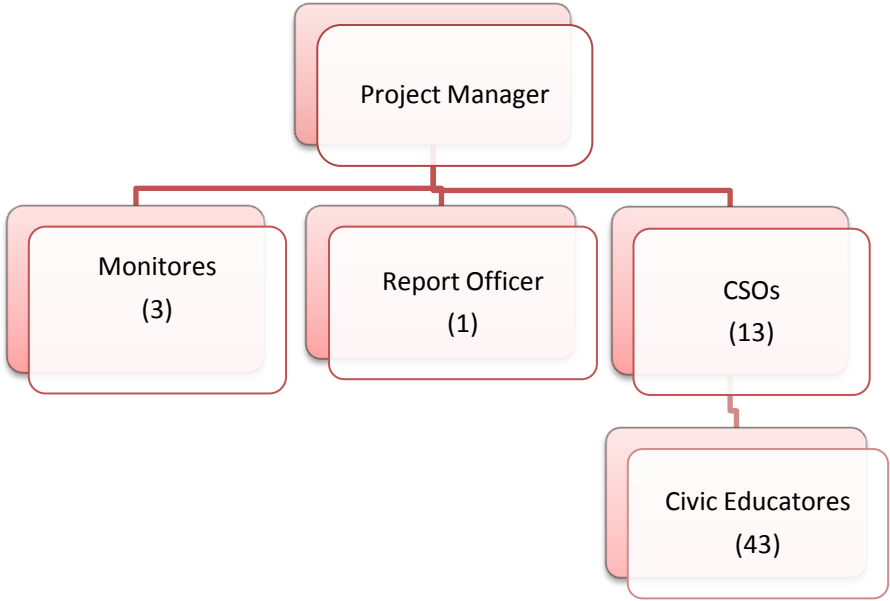 Project Manager
Monitores
(3)
Report Officer
(1)
CSOs
(13)
Civic Educatores
(43)